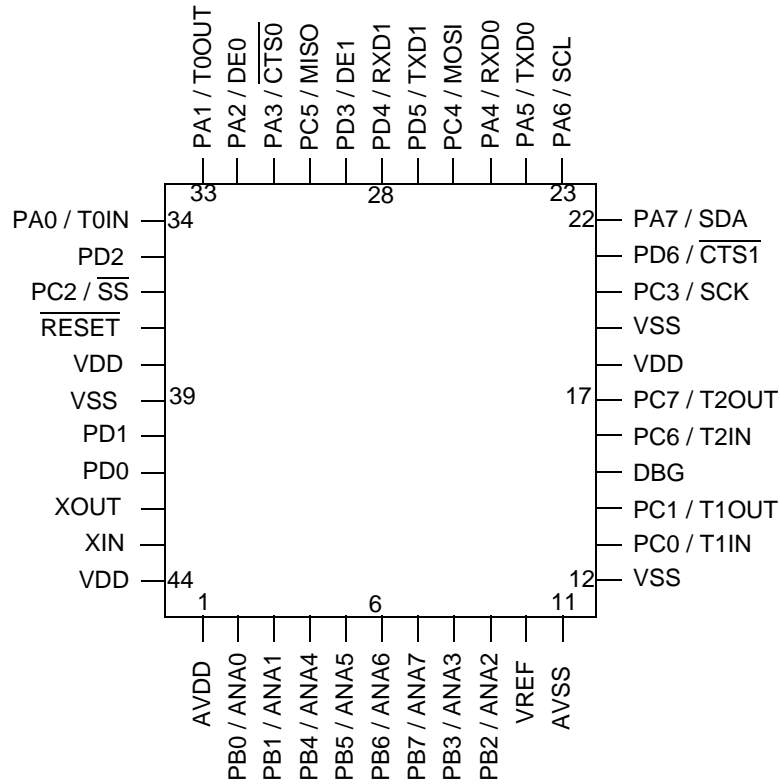 PA1 / T0OUT
PA2 / DE0
PA3 / CTS0
PC5 / MISO
PD3 / DE1
PD4 / RXD1
PD5 / TXD1
PC4 / MOSI
PA4 / RXD0
PA5 / TXD0
PA6 / SCL
33
28
23
PA0 / T0IN
34
PD2
PC2 / SS
RESET
VDD
VSS
39
PD1
PD0
XOUT
XIN
VDD
44
22
PA7 / SDA
PD6 / CTS1
PC3 / SCK
VSS
VDD
17
PC7 / T2OUT
PC6 / T2IN
DBG
PC1 / T1OUT
PC0 / T1IN
12
VSS
1
6
11
AVDD
PB0 / ANA0
PB1 / ANA1
PB4 / ANA4
PB5 / ANA5
PB6 / ANA6
PB7 / ANA7
PB3 / ANA3
PB2 / ANA2
VREF
AVSS